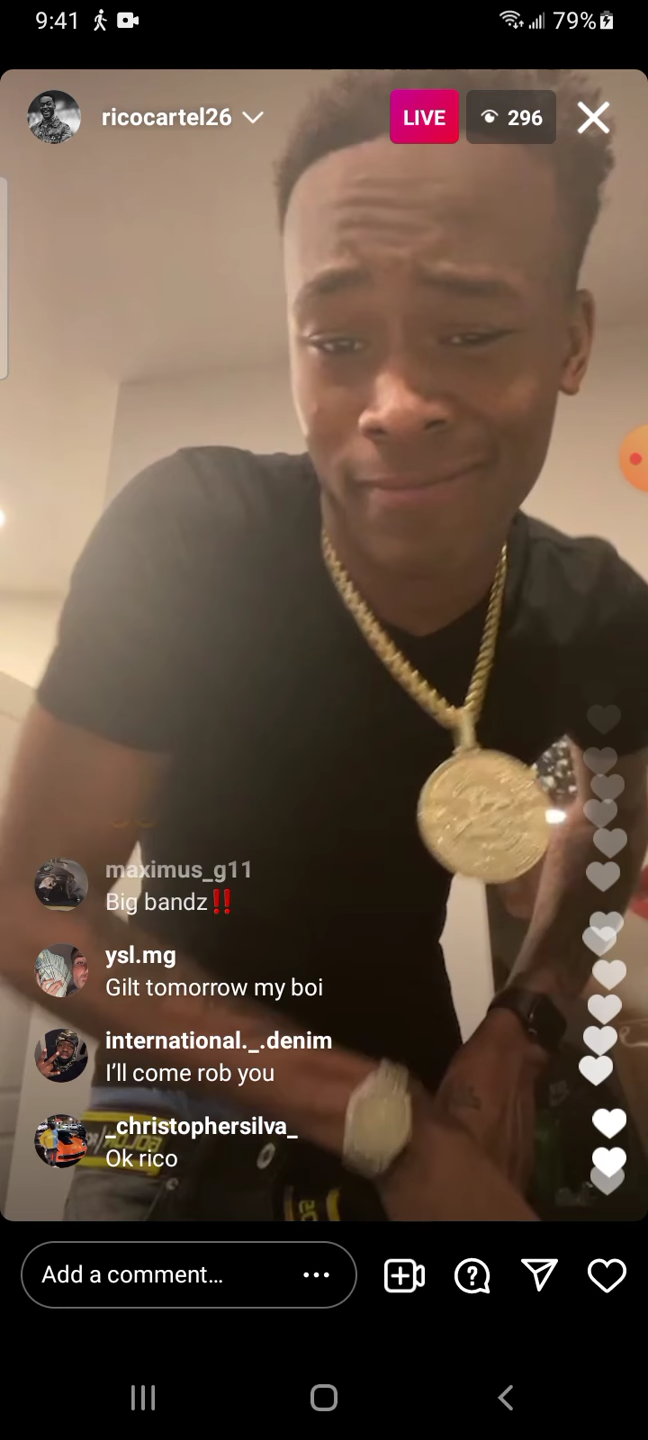 9:41
79%
ricocartel26
LIVE
296
maximus_g11
Big bandz‼️
ysl.mg
Gilt tomorrow my boi
international._.denim
I'll come rob you
_christophersilva_
Ok rico
Add a comment...